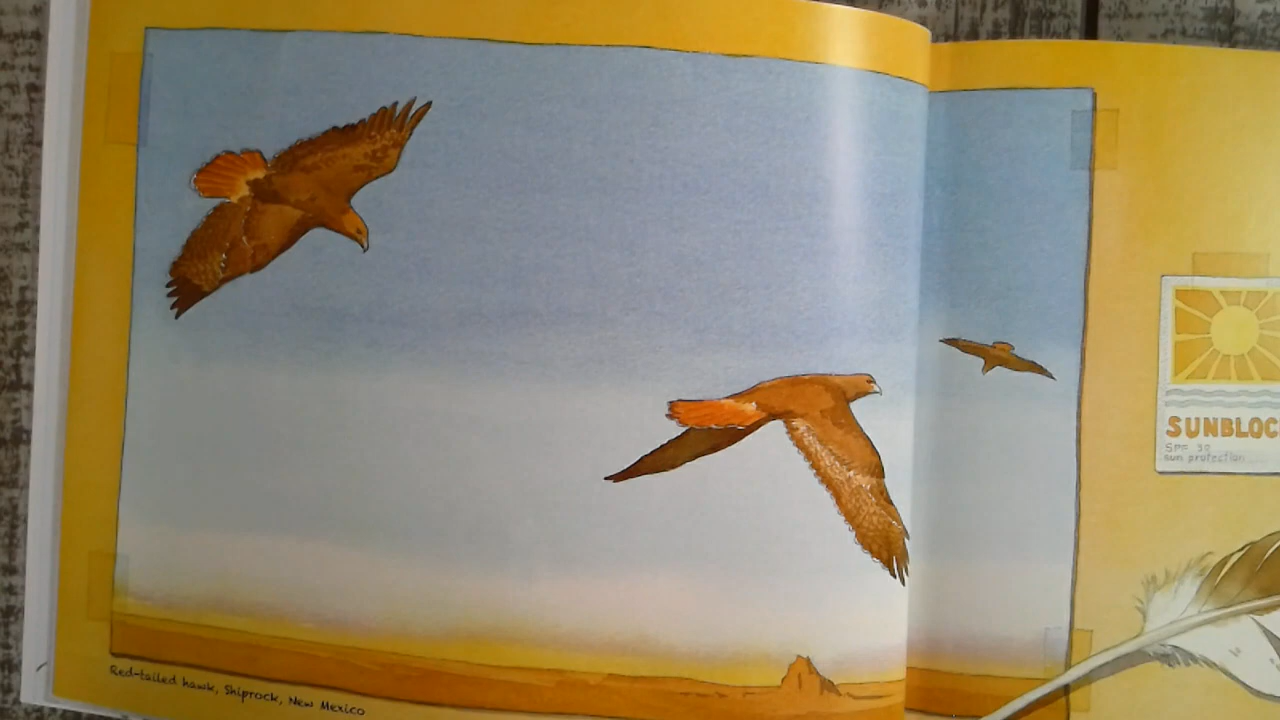 Red-tailed hawk, Shiprock, New Mexico
SUNBLOC
SPF 30
sun protection